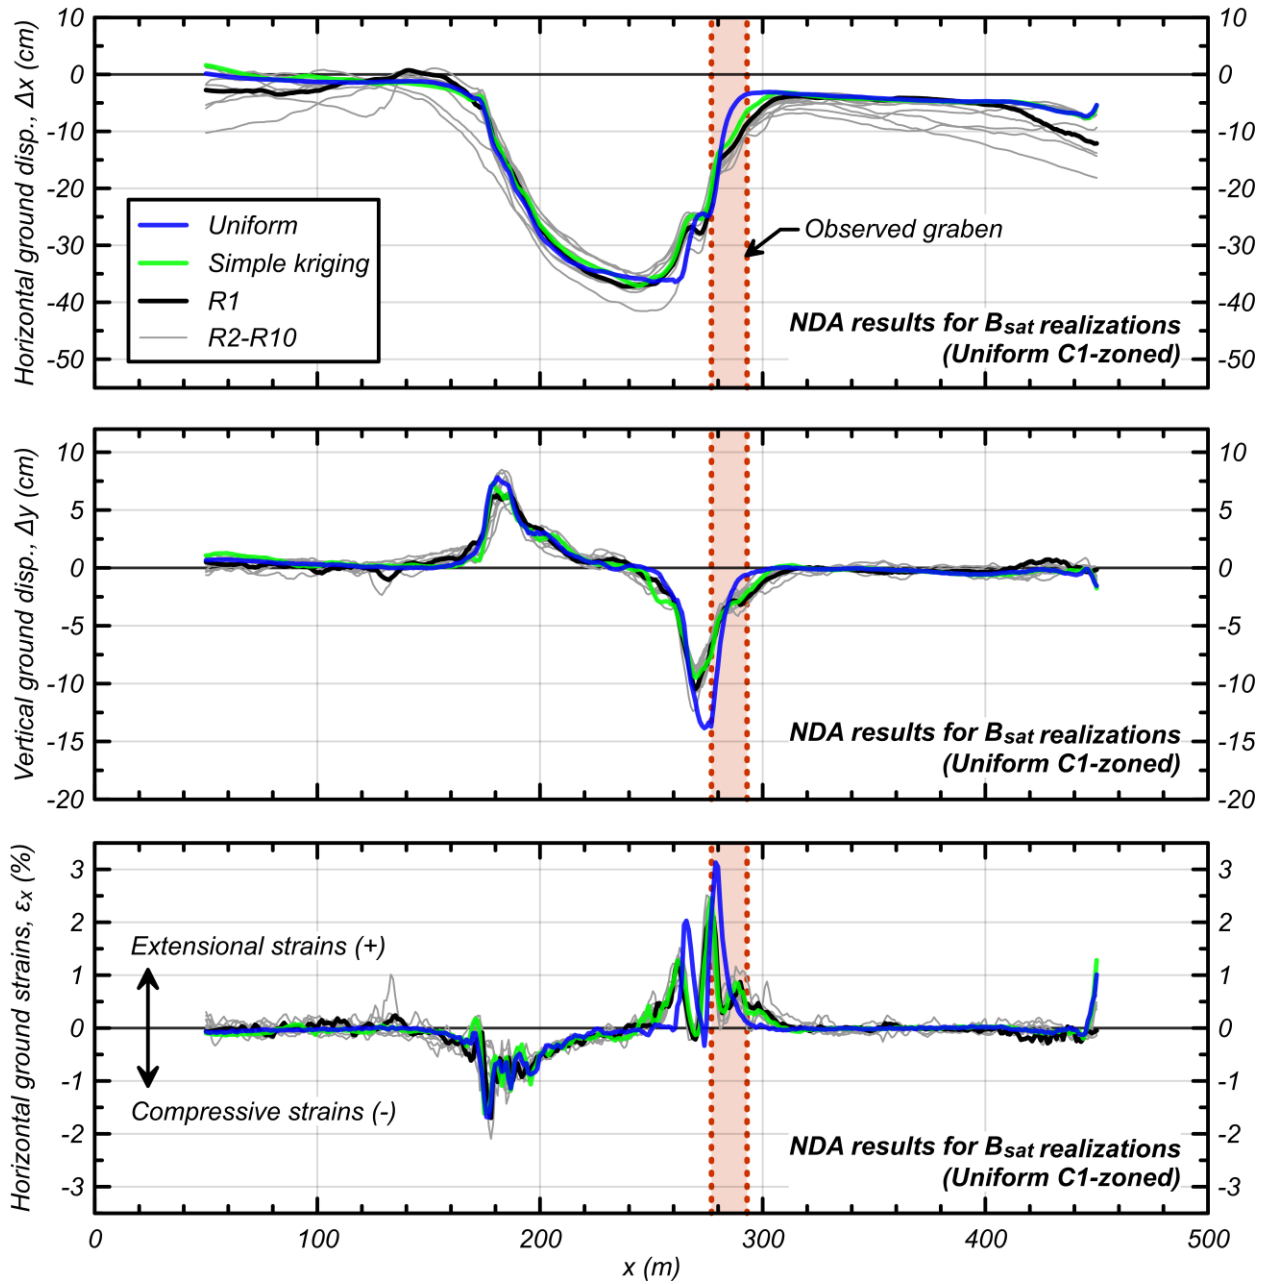 10
0
-10
-20
-30
-40
-50
Horizontal ground disp., Δx (cm)
10
0
-10
-20
-30
-40
-50
Uniform
Simple kriging
R1
R2-R10
Observed graben
NDA results for Bsat realizations
(Uniform C1-zoned)
10
5
0
-5
-10
-15
-20
Vertical ground disp., Δy (cm)
10
5
0
-5
-10
-15
-20
NDA results for Bsat realizations
(Uniform C1-zoned)
3
2
1
0
-1
-2
-3
Horizontal ground strains, εx (%)
3
2
1
0
-1
-2
-3
Extensional strains (+)
Compressive strains (-)
NDA results for Bsat realizations
(Uniform C1-zoned)
0 100 200 300 400 500
x (m)